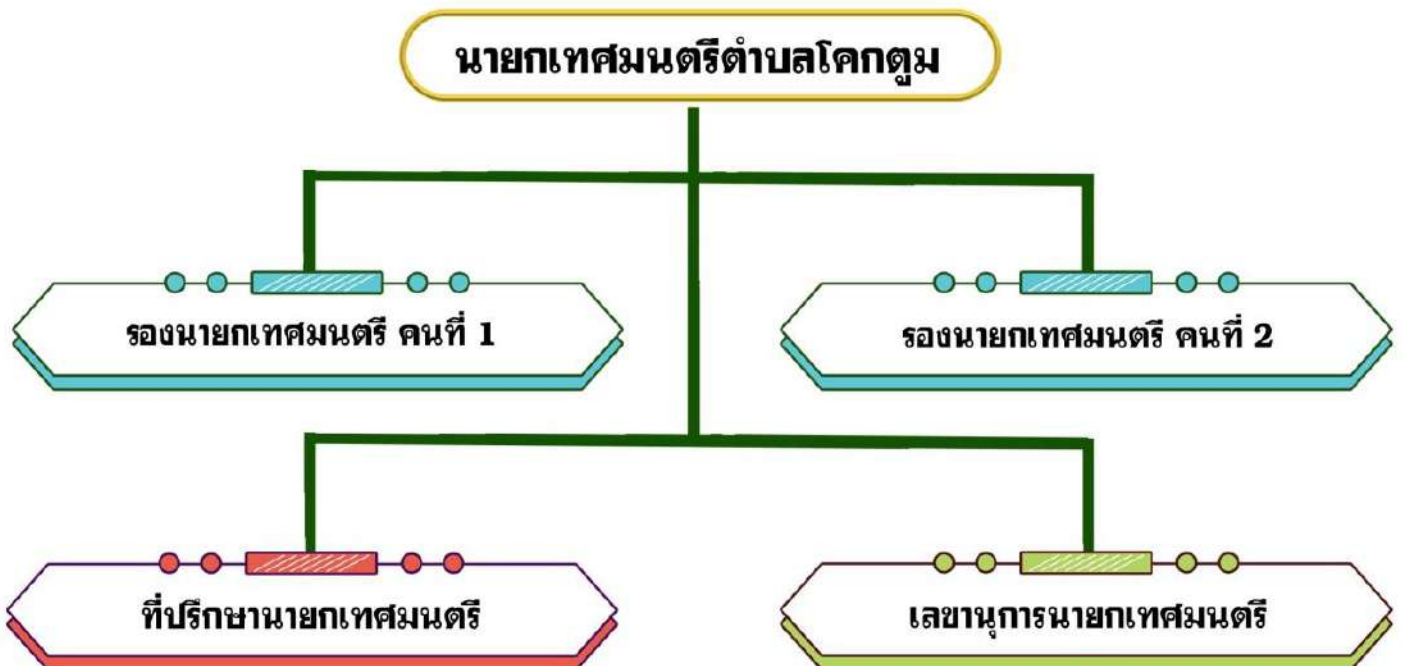 นายกเทศมนตรีตำบลโคกตูม
รองนายกเทศมนตรี คนที่ 1
รองนายกเทศมนตรี คนที่ 2
ที่ปรึกษานายกเทศมนตรี
เลขานุการนายกเทศมนตรี